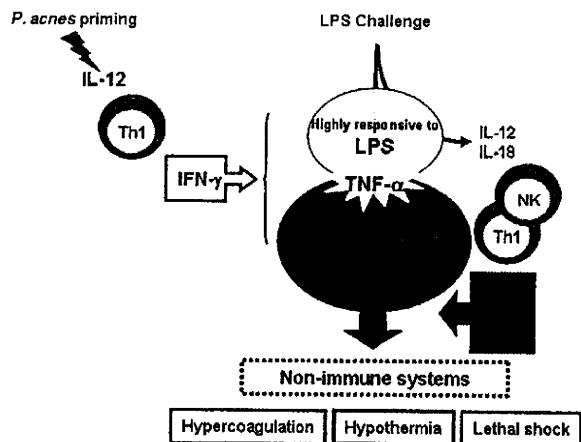 P. acnes priming
LPS Challenge
IL-12
Th1
IFN-γ
Highly responsive to
LPS
IL-12
IL-18
TNF-α
NK
Th1
Non-immune systems
Hypercoagulation
Hypothermia
Lethal shock